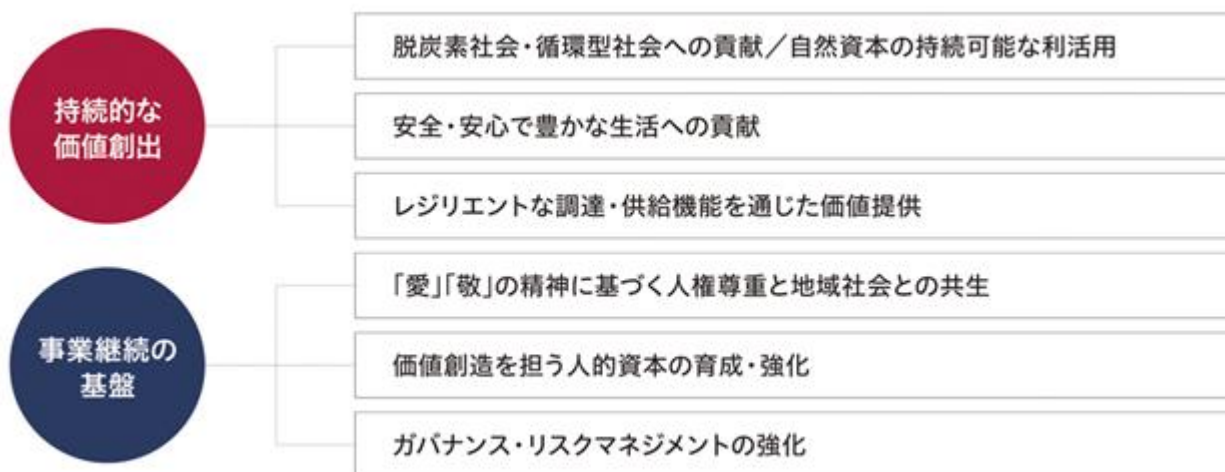 持続的な
価値創出
脱炭素社会・循環型社会への貢献／自然資本の持続可能な利活用
安全・安心で豊かな生活への貢献
レジリエントな調達・供給機能を通じた価値提供
事業継続の
基盤
「愛」「敬」の精神に基づく人権尊重と地域社会との共生
価値創造を担う人的資本の育成・強化
ガバナンス・リスクマネジメントの強化